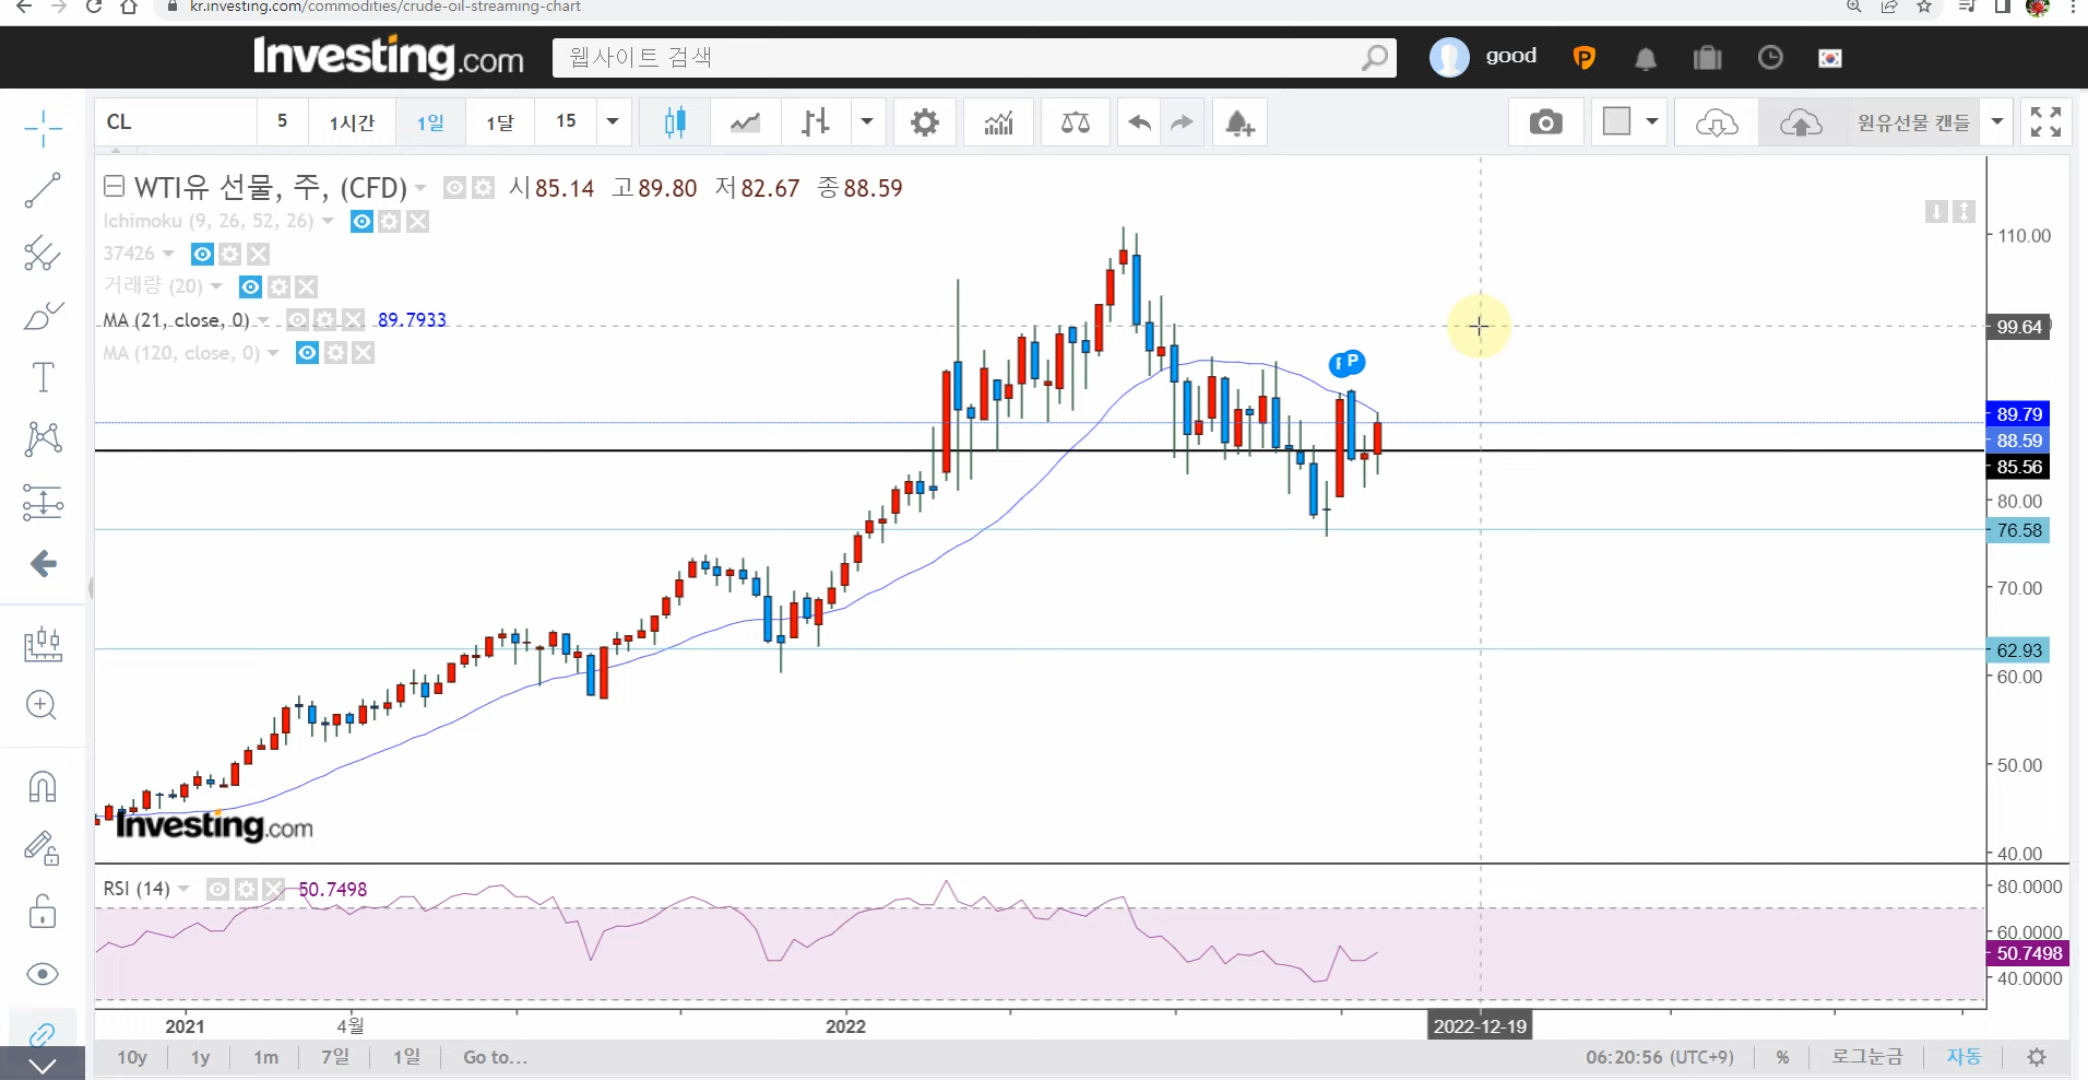 kr.investing.com/commodities/crude-oil-streaming-chart
Investing.com
웹사이트 검색
good
CL 5 1시간 1일 1달 15
원유선물 캔들
WTI유 선물, 주, (CFD) 시85.14 고89.80 저82.67 종88.59
Ichimoku (9, 26, 52, 26)
37426
거래량 (20)
MA (21, close, 0) 89.7933
MA (120, close, 0)
P
110.00
99.64
89.79
88.59
85.56
80.00
76.58
70.00
62.93
60.00
50.00
40.00
Investing.com
RSI (14) 50.7498
80.0000
60.0000
50.7498
40.0000
2021 4월 2022 2022-12-19
10y 1y 1m 7일 1일 Go to... 06:20:56 (UTC+9) % 로그눈금 자동